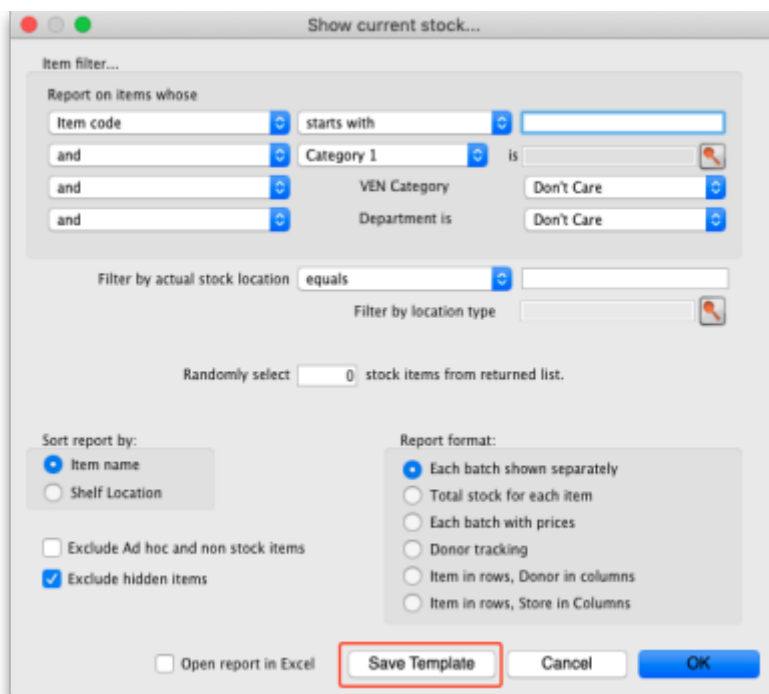 Show current stock...
Item filter...
Report on items whose
Item code starts with
and Category 1 is
and VEN Category Don't Care
and Department is Don't Care
Filter by actual stock location equals
Filter by location type
Randomly select 0 stock items from returned list.
Sort report by:
Item name
Shelf Location
Exclude Ad hoc and non stock items
Exclude hidden items
Report format:
Each batch shown separately
Total stock for each item
Each batch with prices
Donor tracking
Item in rows, Donor in columns
Item in rows, Store in Columns
Open report in Excel Save Template Cancel OK